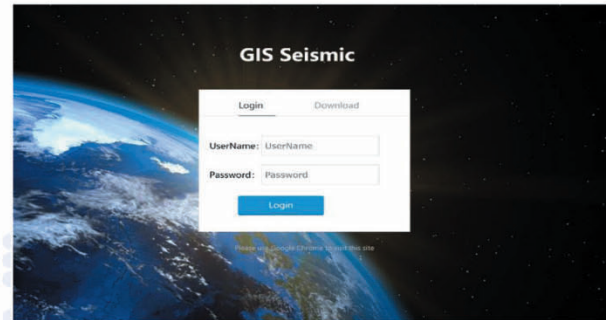 GIS Seismic
Login Download
UserName: UserName
Password: Password
Login
Please use Google Chrome to visit this site